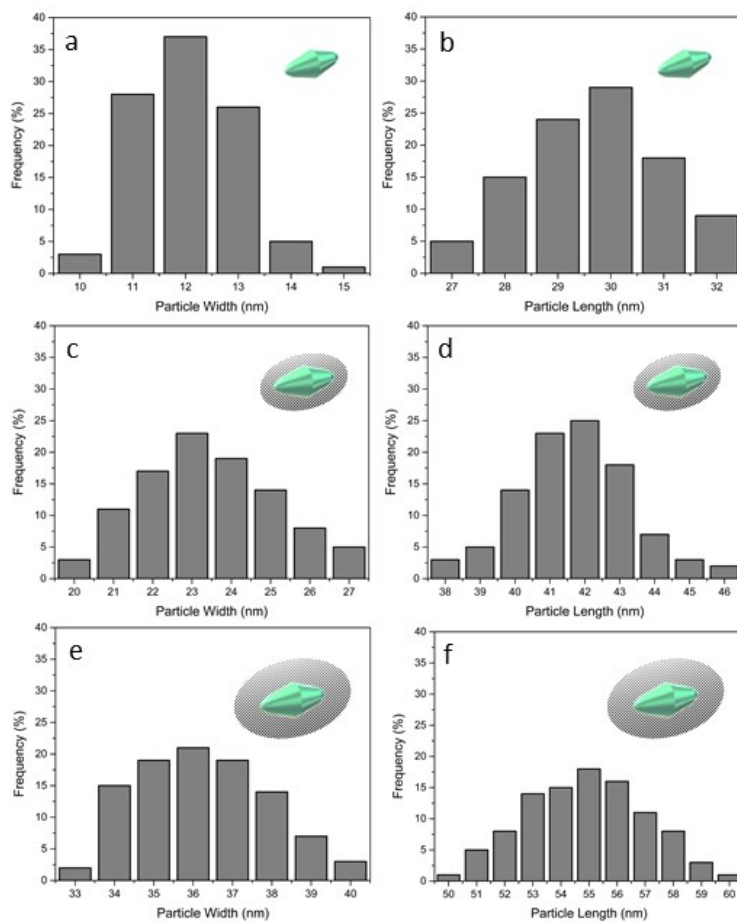 a
Frequency (%)
40
35
30
25
20
15
10
5
0
10 11 12 13 14 15
Particle Width (nm)
b
Frequency (%)
40
35
30
25
20
15
10
5
0
27 28 29 30 31 32
Particle Length (nm)
c
Frequency (%)
40
35
30
25
20
15
10
5
0
20 21 22 23 24 25 26 27
Particle Width (nm)
d
Frequency (%)
40
35
30
25
20
15
10
5
0
38 39 40 41 42 43 44 45 46
Particle Length (nm)
e
Frequency (%)
40
35
30
25
20
15
10
5
0
33 34 35 36 37 38 39 40
Particle Width (nm)
f
Frequency (%)
40
35
30
25
20
15
10
5
0
50 51 52 53 54 55 56 57 58 59 60
Particle Length (nm)